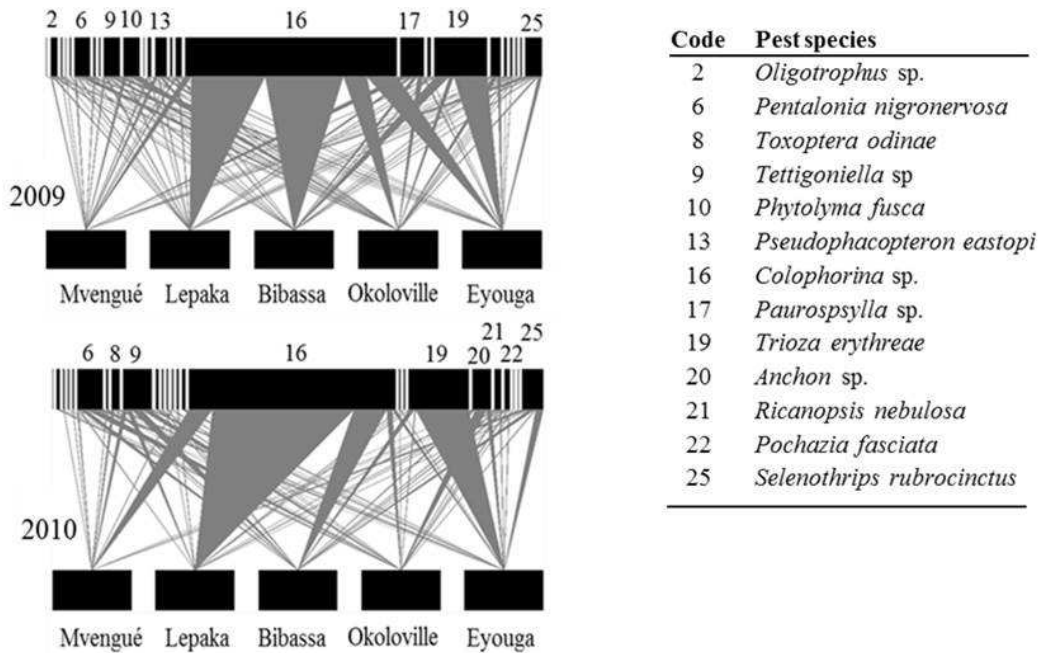 2 6 9 10 13 16 17 19 25
2009
Mvengué Lepaka Bibassa Okoloville Eyouga
21 25
6 8 9 16 19 20 22
2010
Mvengué Lepaka Bibassa Okoloville Eyouga
Code Pest species
2 Oligotrophus sp.
6 Pentalonia nigronervosa
8 Toxoptera odinae
9 Tettigoniella sp
10 Phytolyma fusca
13 Pseudophacopteron eastopi
16 Colophorina sp.
17 Paurospsylla sp.
19 Trioza erythreae
20 Anchon sp.
21 Ricanopsis nebulosa
22 Pochazia fasciata
25 Selenothrips rubrocinctus